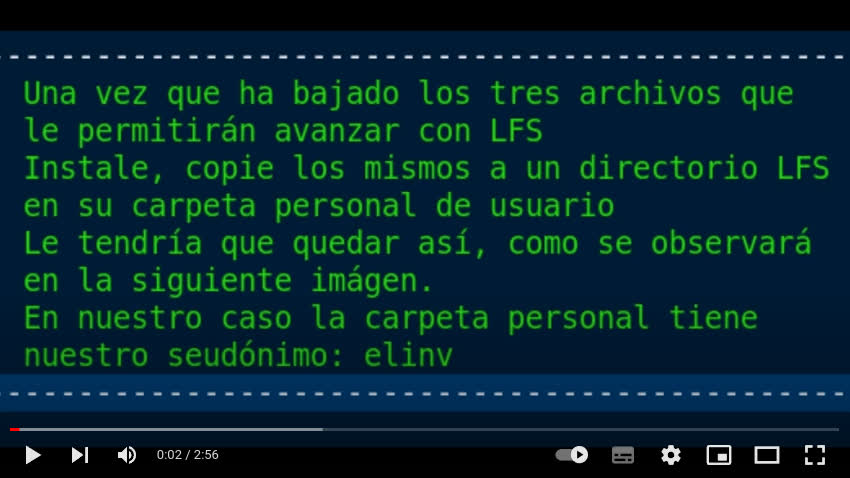 Una vez que ha bajado los tres archivos que
le permitirán avanzar con LFS
Instale, copie los mismos a un directorio LFS
en su carpeta personal de usuario
Le tendría que quedar así, como se observará
en la siguiente imágen.
En nuestro caso la carpeta personal tiene
nuestro seudónimo: elinv
0:02 / 2:56